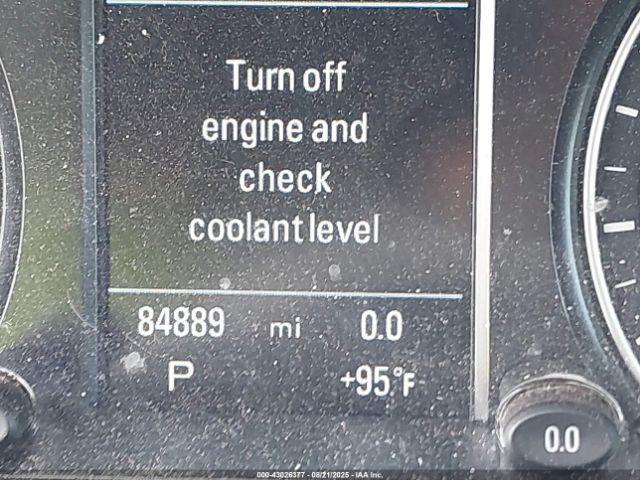 Turn off
engine and
check
coolant level
84889 mi 0.0
P +95°F
0.0
000-43026377 - 08/21/2025 - IAA Inc.